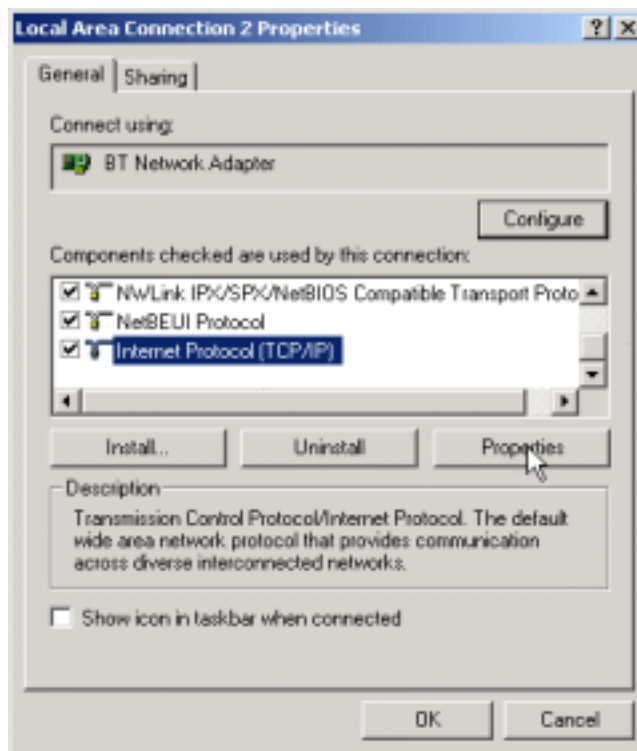 Local Area Connection 2 Properties
General Sharing
Connect using:
BT Network Adapter
Configure
Components checked are used by this connection:
NWLink IPX/SPX/NetBIOS Compatible Transport Proto
NetBEUI Protocol
Internet Protocol (TCP/IP)
Install... Uninstall Properties
Description
Transmission Control Protocol/Internet Protocol. The default
wide area network protocol that provides communication
across diverse interconnected networks.
Show icon in taskbar when connected
OK Cancel